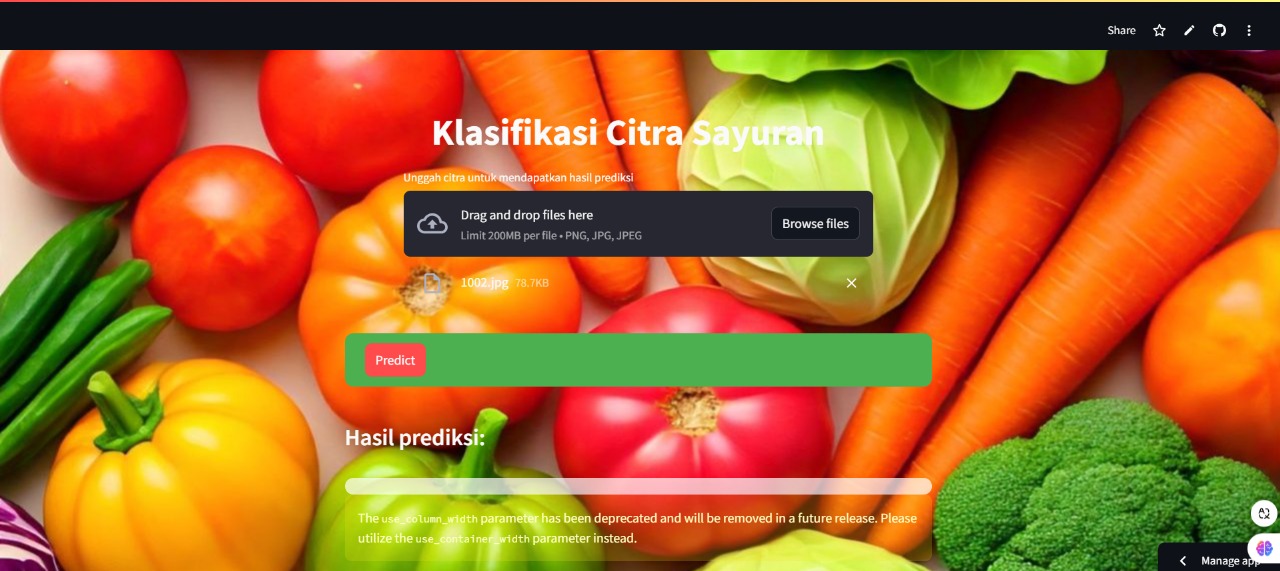 Share
Klasifikasi Citra Sayuran
Unggah citra untuk mendapatkan hasil prediksi
Drag and drop files here
Limit 200MB per file • PNG, JPG, JPEG
Browse files
1002.jpg 78.7KB
Predict
Hasil prediksi:
The use_column_width parameter has been deprecated and will be removed in a future release. Please
utilize the use_container_width parameter instead.
Manage app